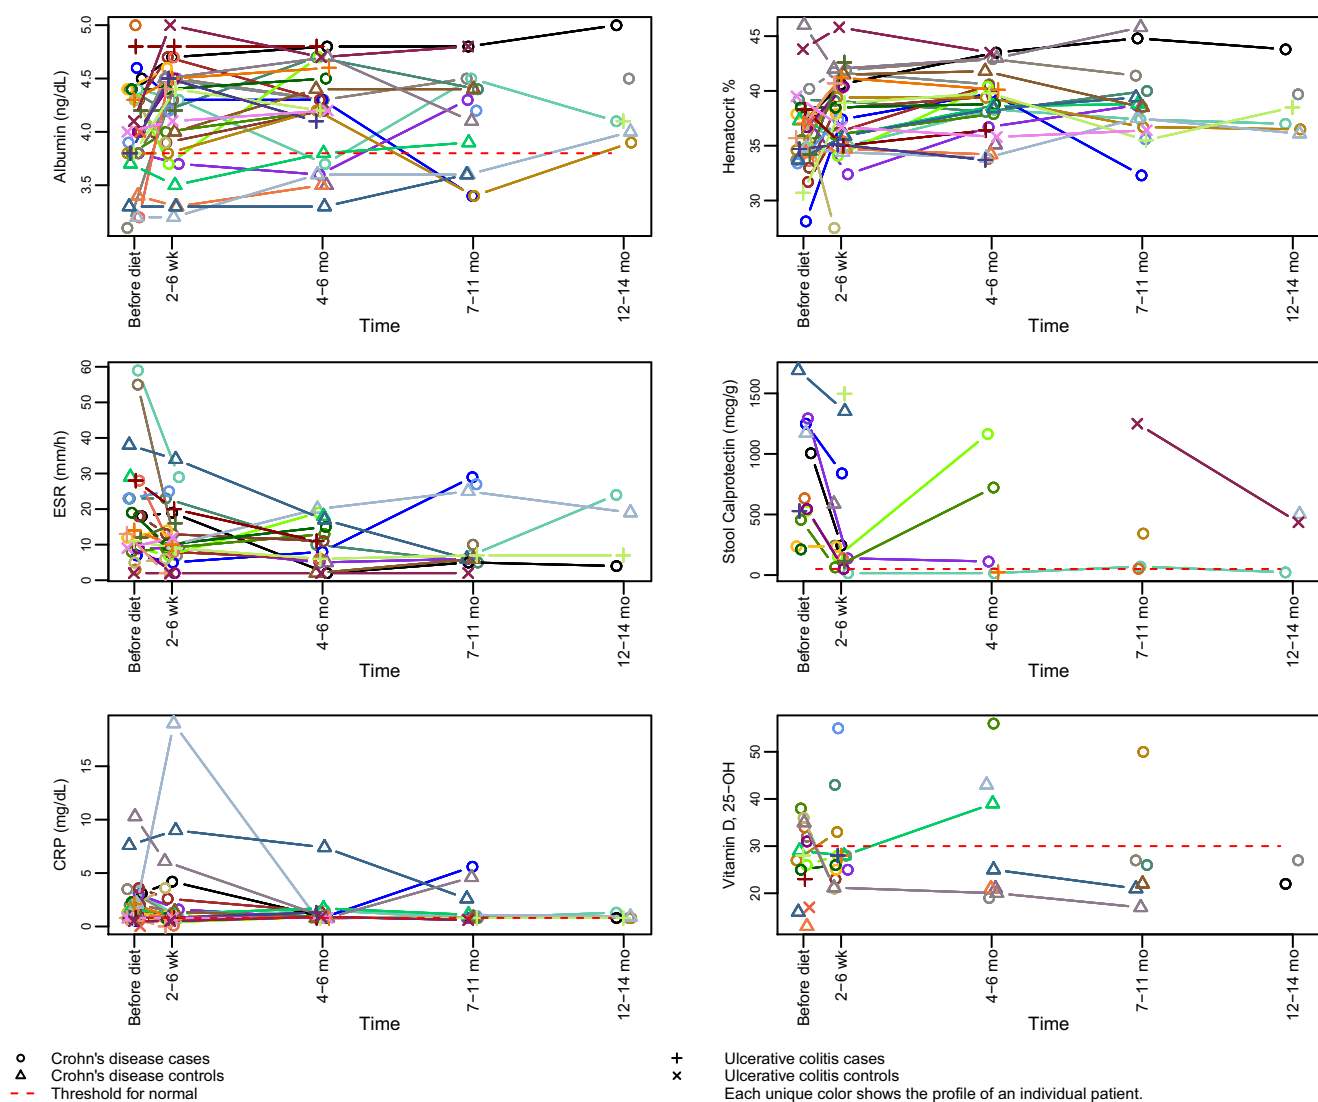 Albumin (ng/dL)
5.0
4.5
4.0
3.5
Before diet
2−6 wk
4−6 mo
7−11 mo
12−14 mo
Time
Hematocrit %
45
40
35
30
Before diet
2−6 wk
4−6 mo
7−11 mo
12−14 mo
Time
ESR (mm/h)
60
50
40
30
20
10
0
Before diet
2−6 wk
4−6 mo
7−11 mo
12−14 mo
Time
Stool Calprotectin (mcg/g)
1500
1000
500
0
Before diet
2−6 wk
4−6 mo
7−11 mo
12−14 mo
Time
CRP (mg/dL)
15
10
5
0
Before diet
2−6 wk
4−6 mo
7−11 mo
12−14 mo
Time
Vitamin D, 25−OH
50
40
30
20
Before diet
2−6 wk
4−6 mo
7−11 mo
12−14 mo
Time
Crohn's disease cases
Crohn's disease controls
Threshold for normal
Ulcerative colitis cases
Ulcerative colitis controls
Each unique color shows the profile of an individual patient.